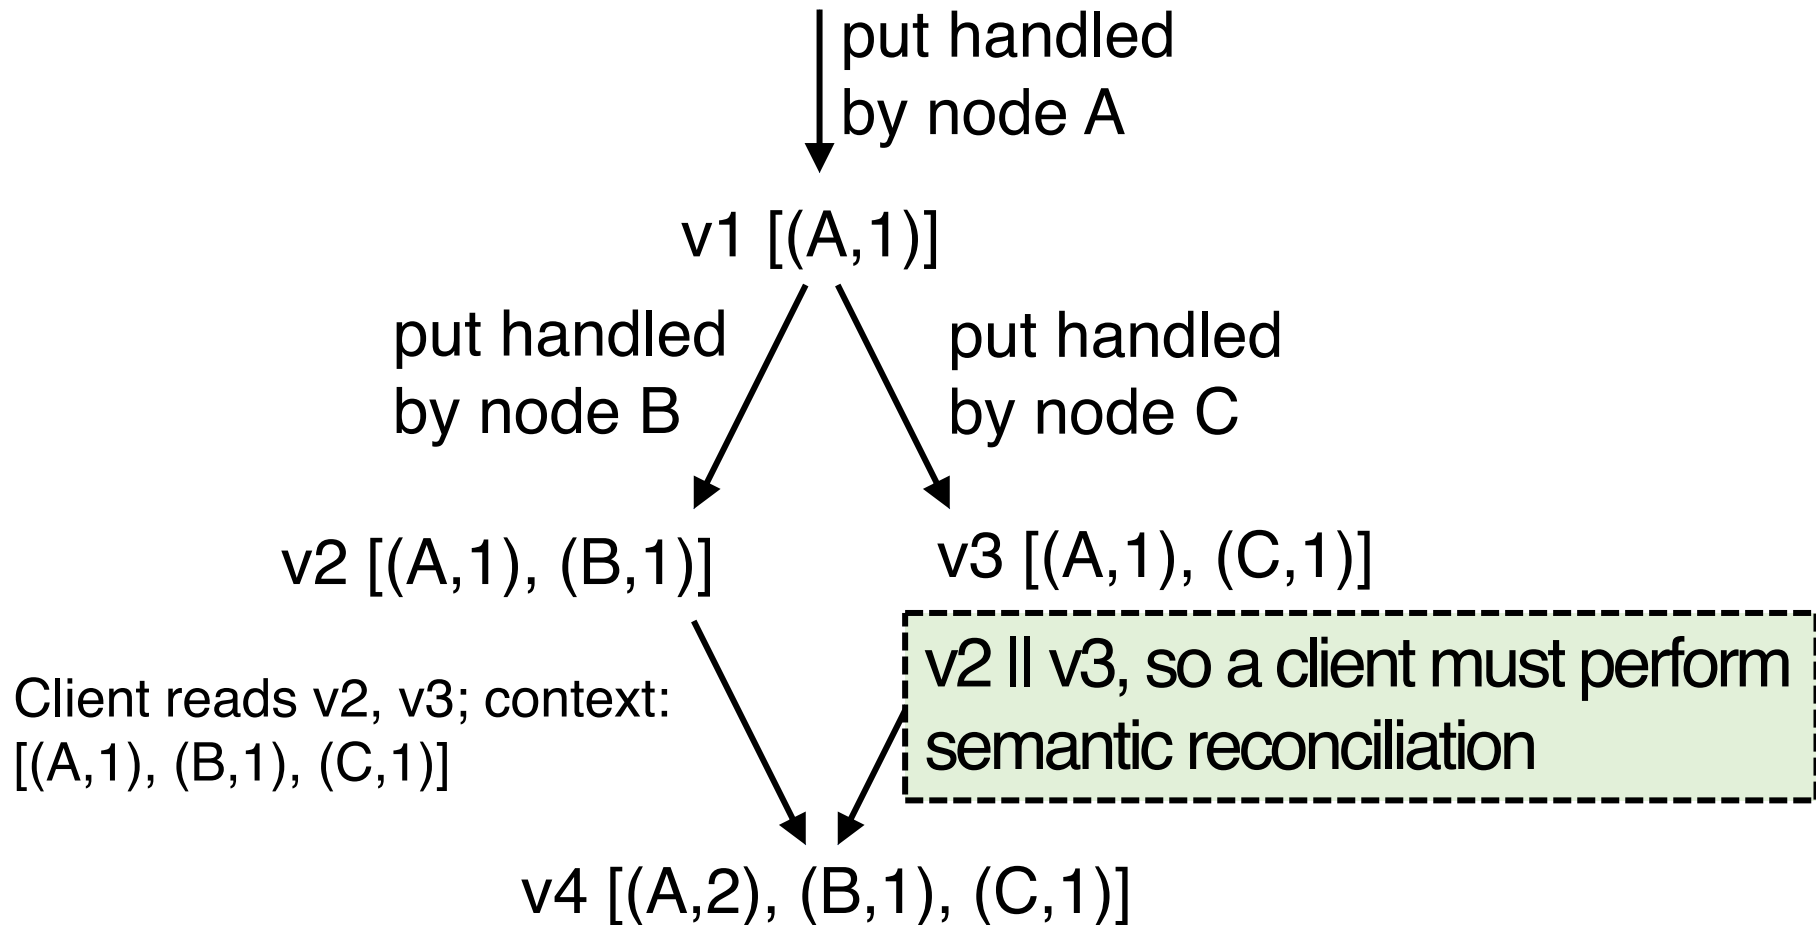 put handled
by node A
v1 [(A,1)]
put handled
by node B
put handled
by node C
v2 [(A,1), (B,1)]
v3 [(A,1), (C,1)]
Client reads v2, v3; context:
[(A,1), (B,1), (C,1)]
v2 || v3, so a client must perform
semantic reconciliation
v4 [(A,2), (B,1), (C,1)]